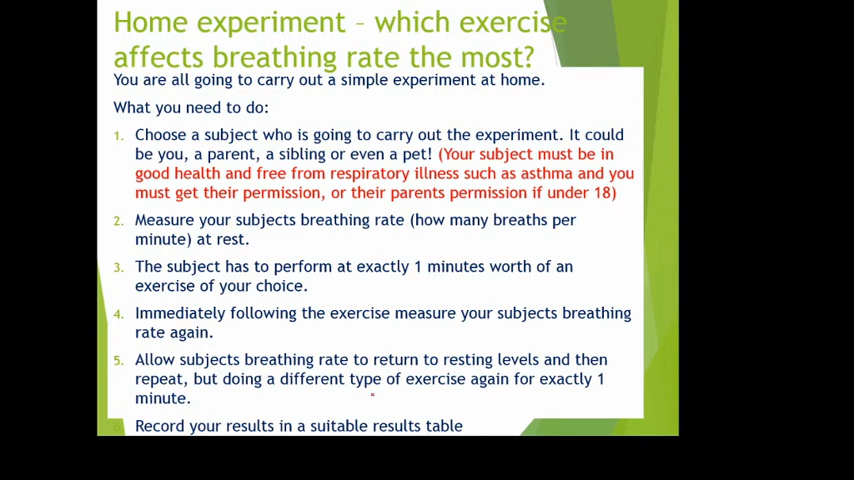 Home experiment – which exercise
affects breathing rate the most?
You are all going to carry out a simple experiment at home.
What you need to do:
1. Choose a subject who is going to carry out the experiment. It could
be you, a parent, a sibling or even a pet! (Your subject must be in
good health and free from respiratory illness such as asthma and you
must get their permission, or their parents permission if under 18)
2. Measure your subjects breathing rate (how many breaths per
minute) at rest.
3. The subject has to perform at exactly 1 minutes worth of an
exercise of your choice.
4. Immediately following the exercise measure your subjects breathing
rate again.
5. Allow subjects breathing rate to return to resting levels and then
repeat, but doing a different type of exercise again for exactly 1
minute.
6. Record your results in a suitable results table